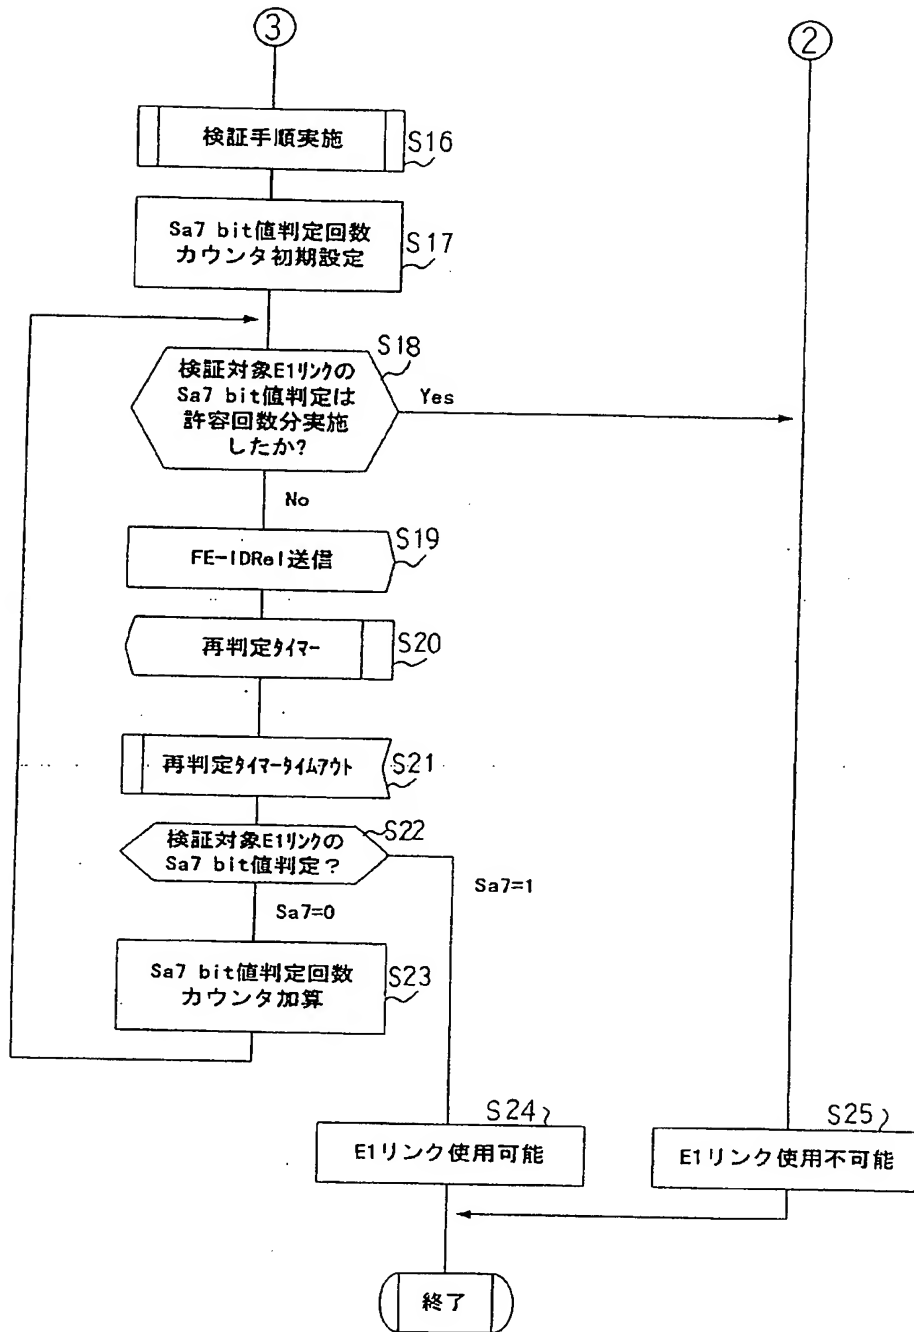 ③
②
検証手順実施
S16
Sa7 bit値判定回数
カウンタ初期設定
S17
S18
検証対象E1リンクの
Sa7 bit値判定は
許容回数分実施
したか?
Yes
No
FE-IDRel送信
S19
再判定タイマー
S20
再判定タイマータイムアウト
S21
S22
検証対象E1リンクの
Sa7 bit値判定?
Sa7=1
Sa7=0
Sa7 bit値判定回数
カウンタ加算
S23
S24
E1リンク使用可能
S25
E1リンク使用不可能
終了